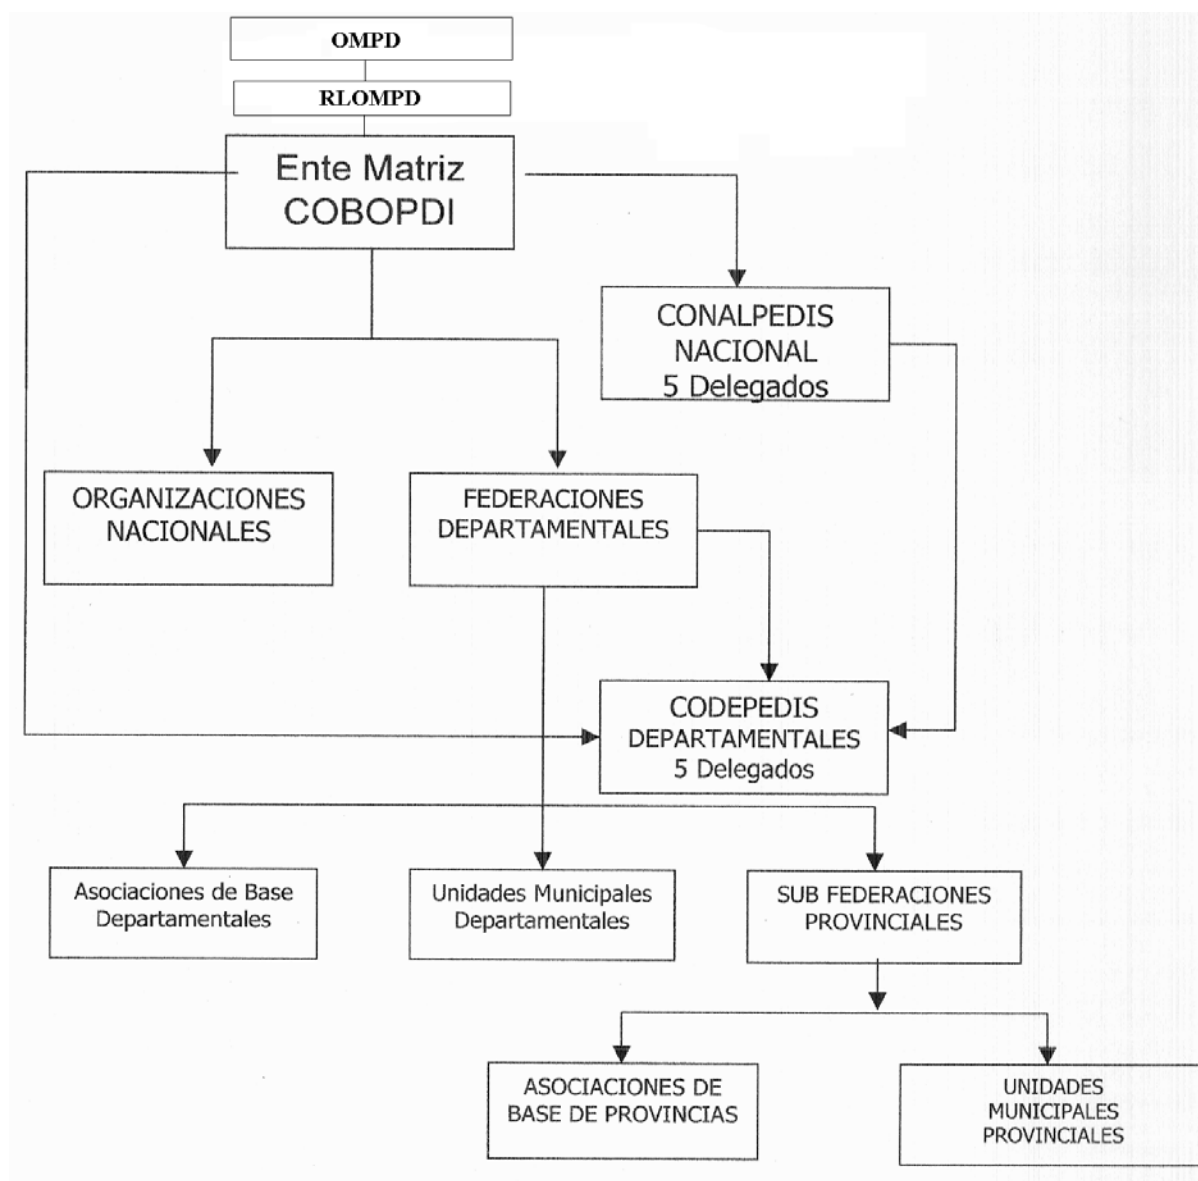 OMPD
RLOMPD
Ente Matriz
COBOPDI
CONALPEDIS
NACIONAL
5 Delegados
ORGANIZACIONES
NACIONALES
FEDERACIONES
DEPARTAMENTALES
CODEPEDIS
DEPARTAMENTALES
5 Delegados
Asociaciones de Base
Departamentales
Unidades Municipales
Departamentales
SUB FEDERACIONES
PROVINCIALES
ASOCIACIONES DE
BASE DE PROVINCIAS
UNIDADES
MUNICIPALES
PROVINCIALES